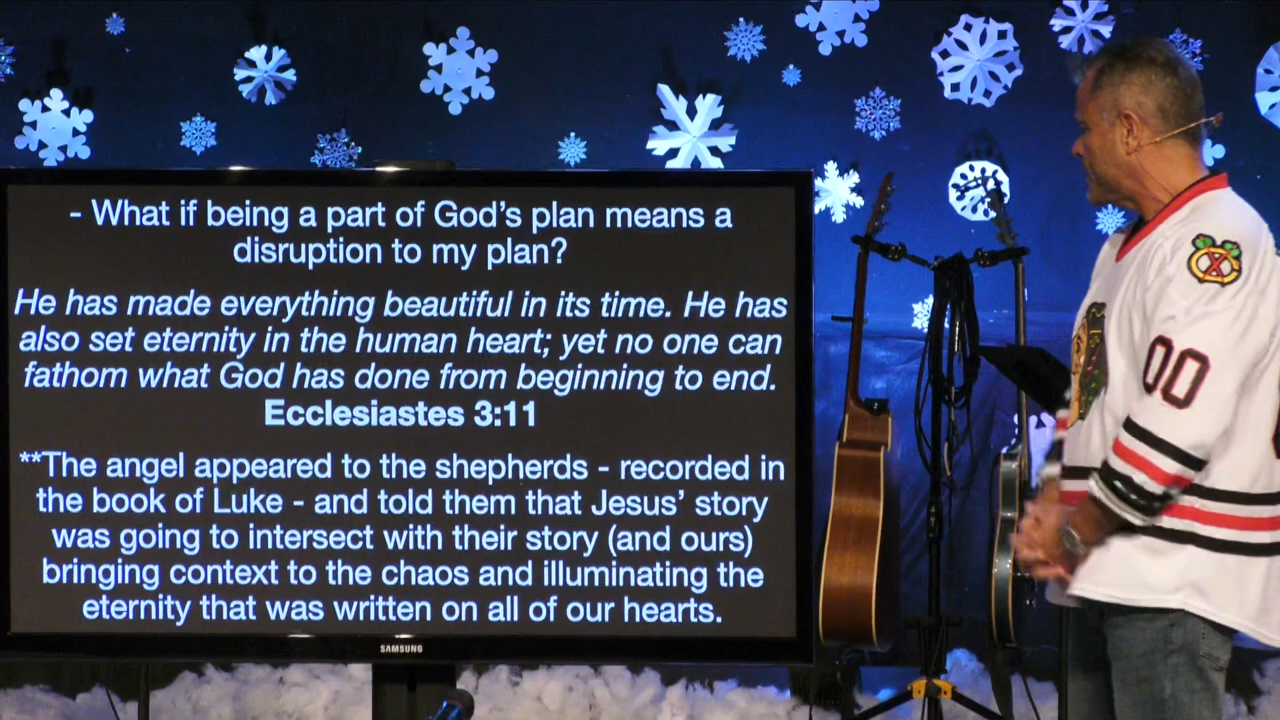 - What if being a part of God’s plan means a
disruption to my plan?
He has made everything beautiful in its time. He has
also set eternity in the human heart; yet no one can
fathom what God has done from beginning to end.
Ecclesiastes 3:11
**The angel appeared to the shepherds - recorded in
the book of Luke - and told them that Jesus’ story
was going to intersect with their story (and ours)
bringing context to the chaos and illuminating the
eternity that was written on all of our hearts.
SAMSUNG
00